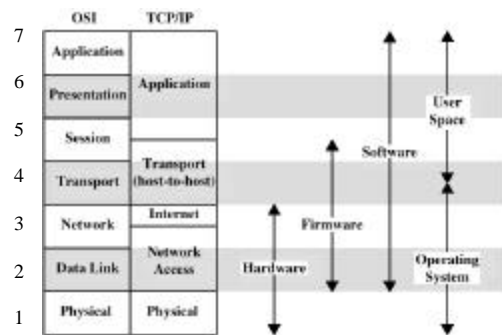 OSI TCP/IP
7
Application
6
Presentation
Application
5
Session
User
Space
Software
4
Transport
Transport
(host-to-host)
3
Network
Internet
Firmware
2
Data Link
Network
Access
Hardware
Operating
System
1
Physical
Physical